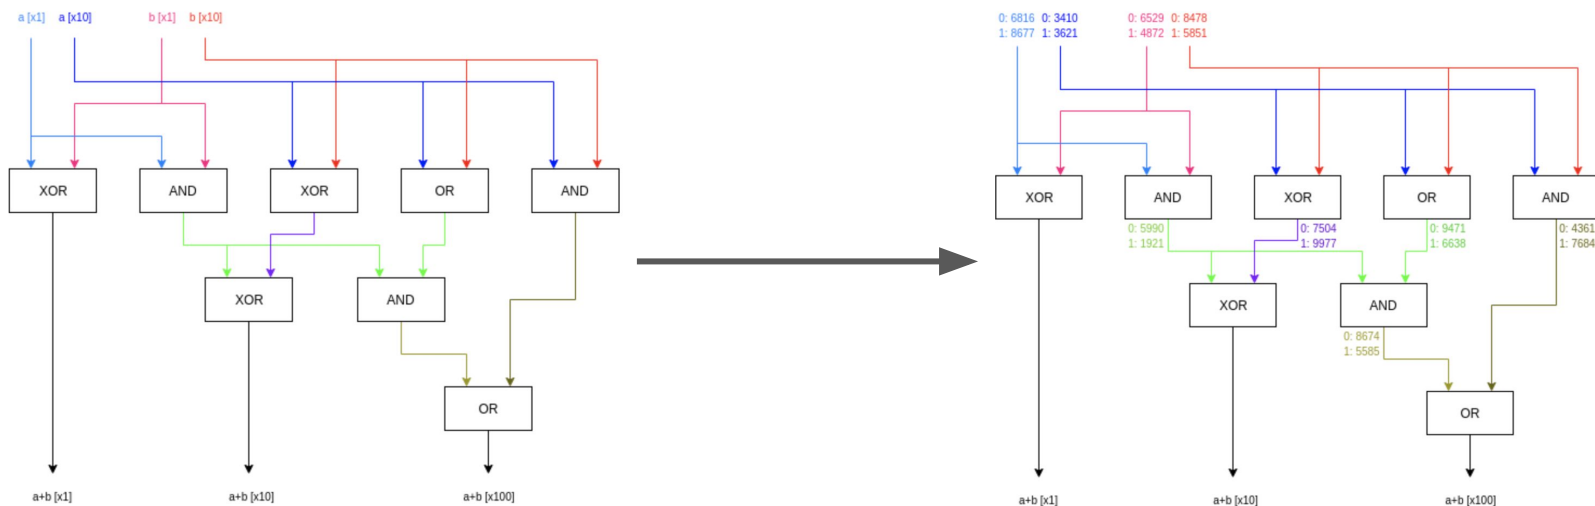 a [x1] a [x10] b [x1] b [x10]
XOR AND XOR OR AND
XOR AND
OR
a+b [x1] a+b [x10] a+b [x100]
0: 6816 0: 3410 0: 6529 0: 8478
1: 8677 1: 3621 1: 4872 1: 5851
XOR AND XOR OR AND
0: 5990 0: 7504 0: 9471 0: 4361
1: 1921 1: 9977 1: 6638 1: 7684
XOR AND
0: 8674
1: 5585
OR
a+b [x1] a+b [x10] a+b [x100]